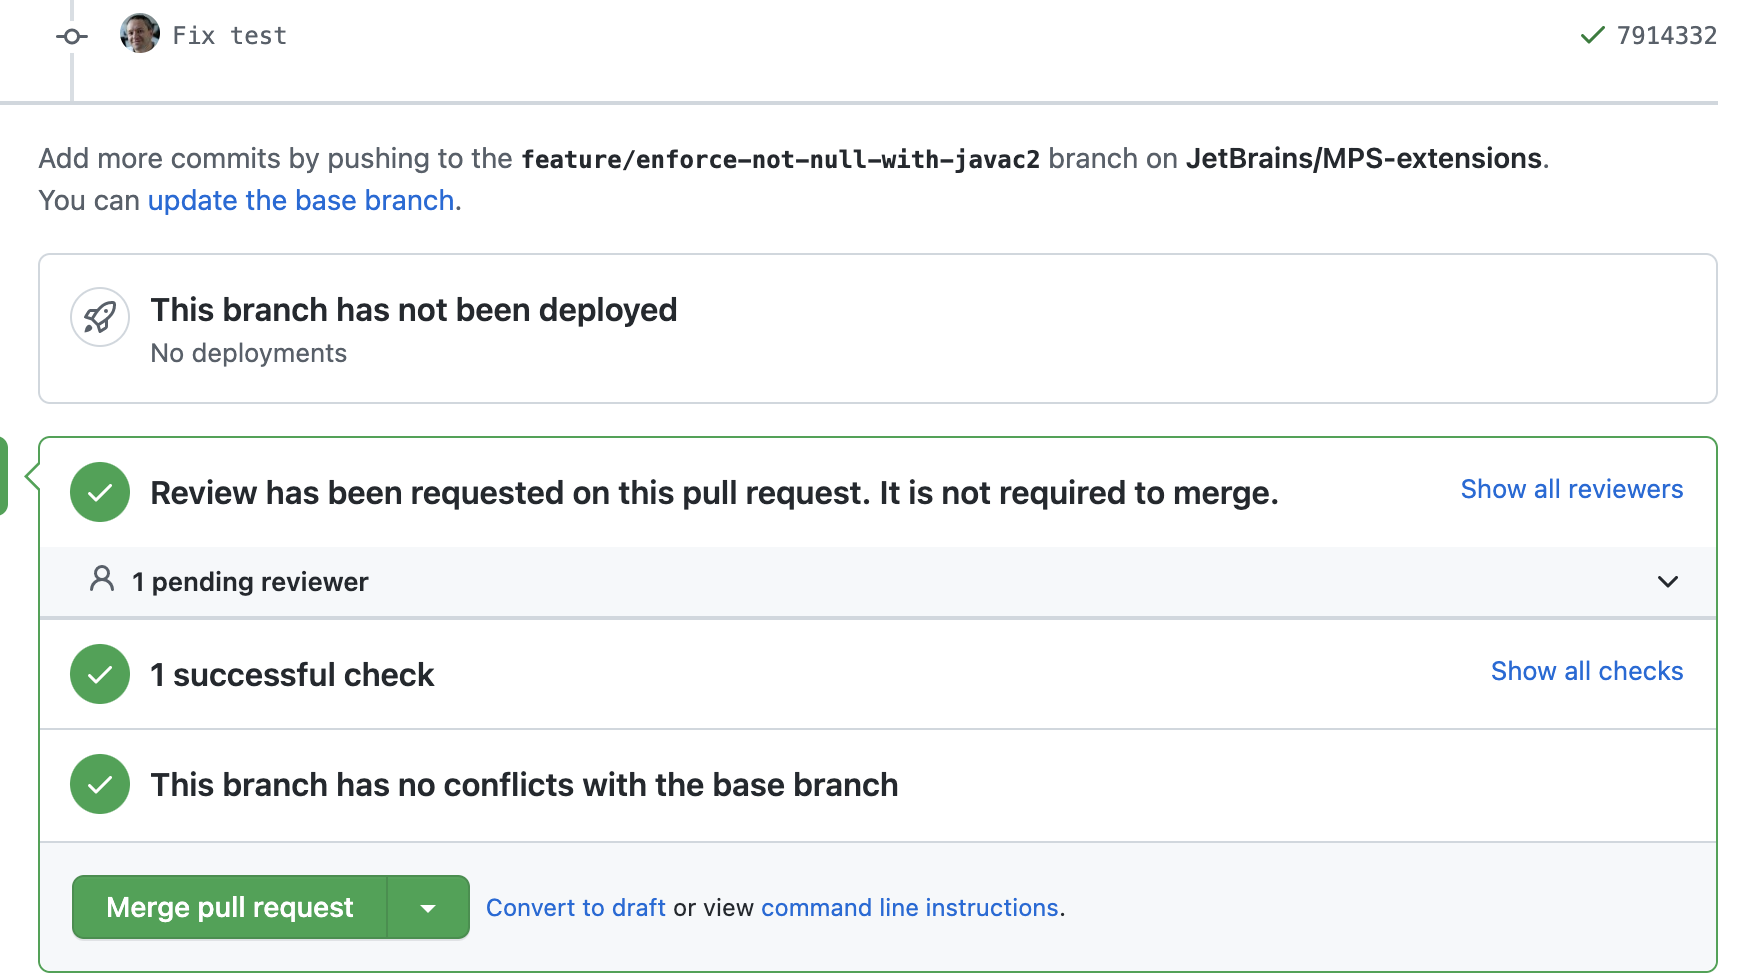 Fix test
7914332
Add more commits by pushing to the feature/enforce-not-null-with-javac2 branch on JetBrains/MPS-extensions.
You can update the base branch.
This branch has not been deployed
No deployments
Review has been requested on this pull request. It is not required to merge.
Show all reviewers
1 pending reviewer
1 successful check
Show all checks
This branch has no conflicts with the base branch
Merge pull request
Convert to draft or view command line instructions.